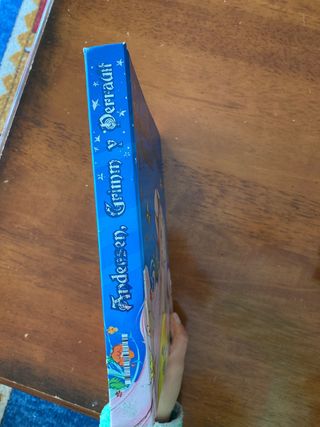 Andersen, Grimm y Perrault